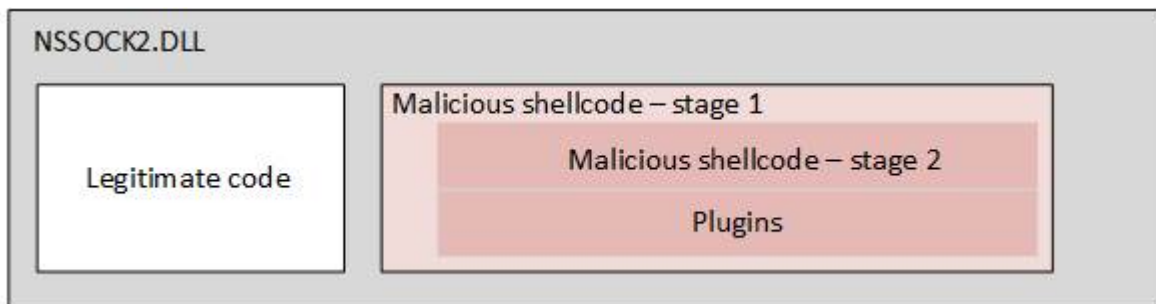 NSSOCK2.DLL
Legitimate code
Malicious shellcode – stage 1
Malicious shellcode – stage 2
Plugins